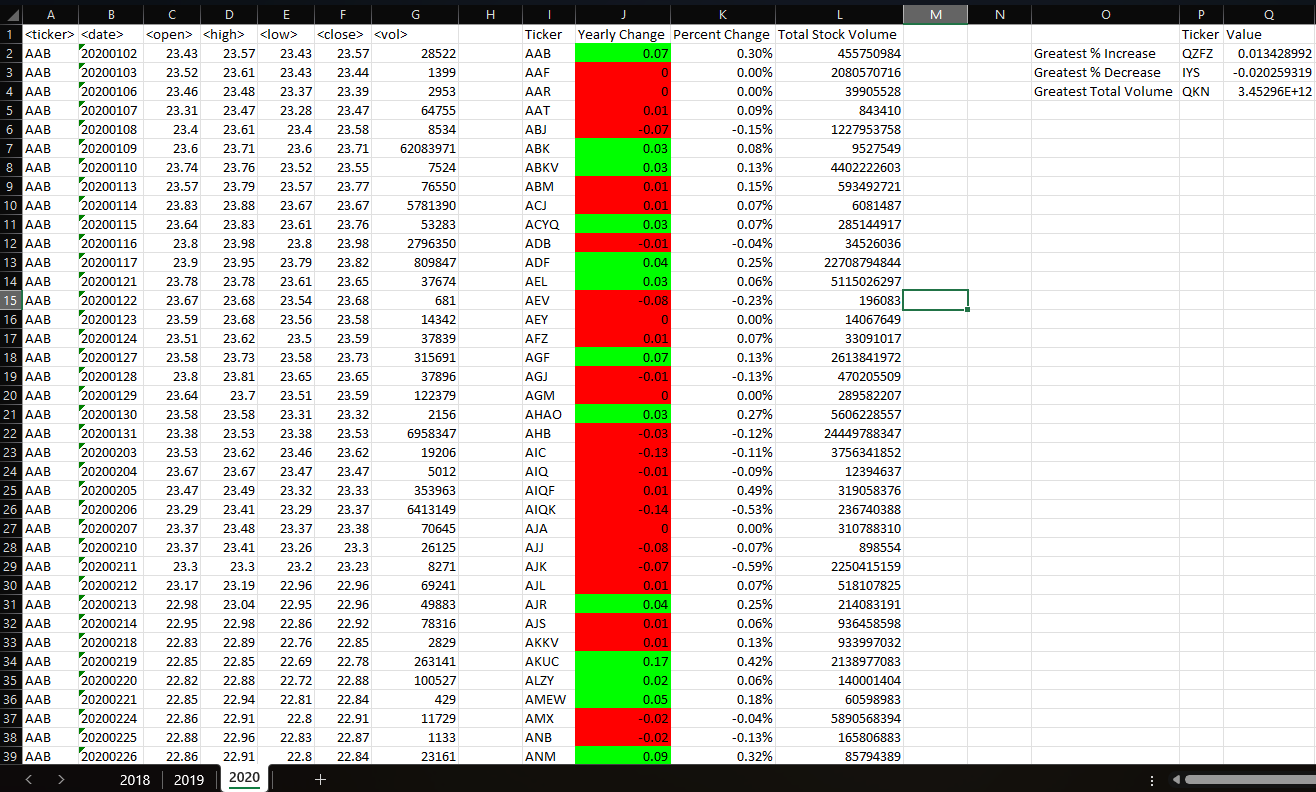 A B C D E F G H I J K L M N O P Q
1 <ticker> <date> <open> <high> <low> <close> <vol> Ticker Yearly Change Percent Change Total Stock Volume Ticker Value
2 AAB 20200102 23.43 23.57 23.43 23.57 28522 AAB 0.07 0.30% 455750984 Greatest % Increase QZFZ 0.013428992
3 AAB 20200103 23.52 23.61 23.43 23.44 1399 AAF 0 0.00% 2080570716 Greatest % Decrease IYS -0.020259319
4 AAB 20200106 23.46 23.48 23.37 23.39 2953 AAR 0 0.00% 39905528 Greatest Total Volume QKN 3.45296E+12
5 AAB 20200107 23.31 23.47 23.28 23.47 64755 AAT 0.01 0.09% 843410
6 AAB 20200108 23.4 23.61 23.4 23.58 8534 ABJ -0.07 -0.15% 1227953758
7 AAB 20200109 23.6 23.71 23.6 23.71 62083971 ABK 0.03 0.08% 9527549
8 AAB 20200110 23.74 23.76 23.52 23.55 7524 ABKV 0.03 0.13% 4402222603
9 AAB 20200113 23.57 23.79 23.57 23.77 76550 ABM 0.01 0.15% 593492721
10 AAB 20200114 23.83 23.88 23.67 23.67 5781390 ACJ 0.01 0.07% 6081487
11 AAB 20200115 23.64 23.83 23.61 23.76 53283 ACYQ 0.03 0.07% 285144917
12 AAB 20200116 23.8 23.98 23.8 23.98 2796350 ADB -0.01 -0.04% 34526036
13 AAB 20200117 23.9 23.95 23.79 23.82 809847 ADF 0.04 0.25% 22708794844
14 AAB 20200121 23.78 23.78 23.61 23.65 37674 AEL 0.03 0.06% 5115026297
15 AAB 20200122 23.67 23.68 23.54 23.68 681 AEV -0.08 -0.23% 196083
16 AAB 20200123 23.59 23.68 23.56 23.58 14342 AEY 0 0.00% 14067649
17 AAB 20200124 23.51 23.62 23.5 23.59 37839 AFZ 0.01 0.07% 33091017
18 AAB 20200127 23.58 23.73 23.58 23.73 315691 AGF 0.07 0.13% 2613841972
19 AAB 20200128 23.8 23.81 23.65 23.65 37896 AGJ -0.01 -0.13% 470205509
20 AAB 20200129 23.64 23.7 23.51 23.59 122379 AGM 0 0.00% 289582207
21 AAB 20200130 23.58 23.58 23.31 23.32 2156 AHAO 0.03 0.27% 5606228557
22 AAB 20200131 23.38 23.53 23.38 23.53 6958347 AHB -0.03 -0.12% 24449788347
23 AAB 20200203 23.53 23.62 23.46 23.62 19206 AIC -0.13 -0.11% 3756341852
24 AAB 20200204 23.67 23.67 23.47 23.47 5012 AIQ -0.01 -0.09% 12394637
25 AAB 20200205 23.47 23.49 23.32 23.33 353963 AIQF 0.01 0.49% 319058376
26 AAB 20200206 23.29 23.41 23.29 23.37 6413149 AIQK -0.14 -0.53% 236740388
27 AAB 20200207 23.37 23.48 23.37 23.38 70645 AJA 0 0.00% 310788310
28 AAB 20200210 23.37 23.41 23.26 23.3 26125 AJJ -0.08 -0.07% 898554
29 AAB 20200211 23.3 23.3 23.2 23.23 8271 AJK -0.07 -0.59% 2250415159
30 AAB 20200212 23.17 23.19 22.96 22.96 69241 AJL 0.01 0.07% 518107825
31 AAB 20200213 22.98 23.04 22.95 22.96 49883 AJR 0.04 0.25% 214083191
32 AAB 20200214 22.95 22.98 22.86 22.92 78316 AJS 0.01 0.06% 936458598
33 AAB 20200218 22.83 22.89 22.76 22.85 2829 AKKV 0.01 0.13% 933997032
34 AAB 20200219 22.85 22.85 22.69 22.78 263141 AKUC 0.17 0.42% 2138977083
35 AAB 20200220 22.82 22.88 22.72 22.88 100527 ALZY 0.02 0.06% 140001404
36 AAB 20200221 22.85 22.94 22.81 22.84 429 AMEW 0.05 0.18% 60598983
37 AAB 20200224 22.86 22.91 22.8 22.91 11729 AMX -0.02 -0.04% 5890568394
38 AAB 20200225 22.88 22.96 22.83 22.87 1133 ANB -0.02 -0.13% 165806883
39 AAB 20200226 22.86 22.91 22.8 22.84 23161 ANM 0.09 0.32% 85794389
2018 2019 2020